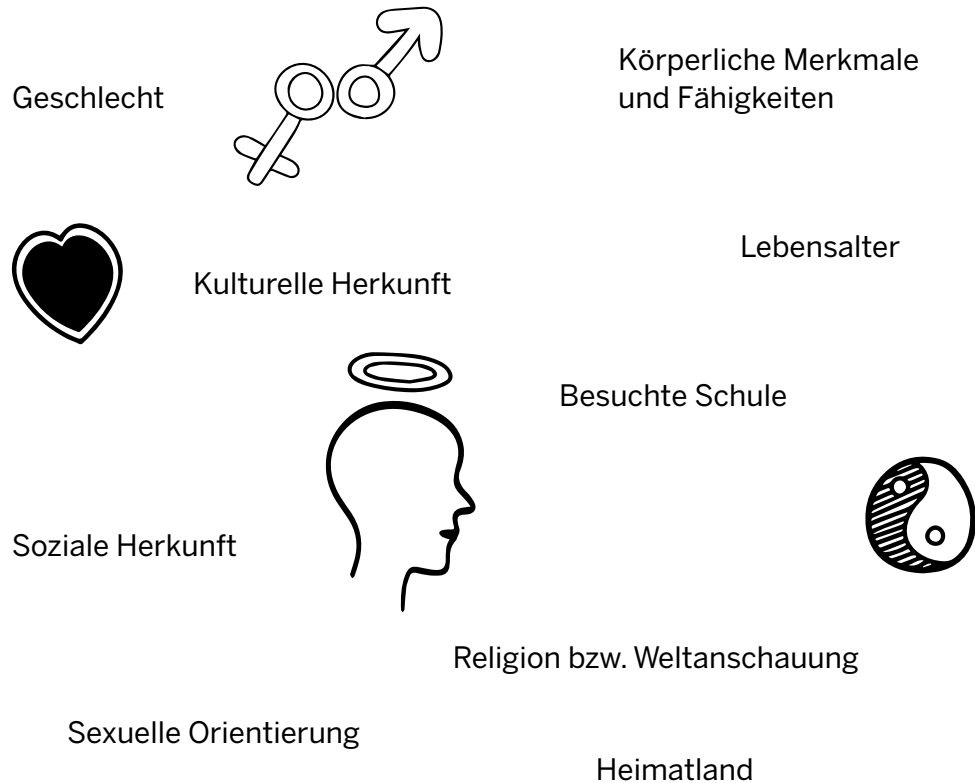 Geschlecht
Körperliche Merkmale
und Fähigkeiten
Lebensalter
Kulturelle Herkunft
Besuchte Schule
Soziale Herkunft
Religion bzw. Weltanschauung
Sexuelle Orientierung
Heimatland